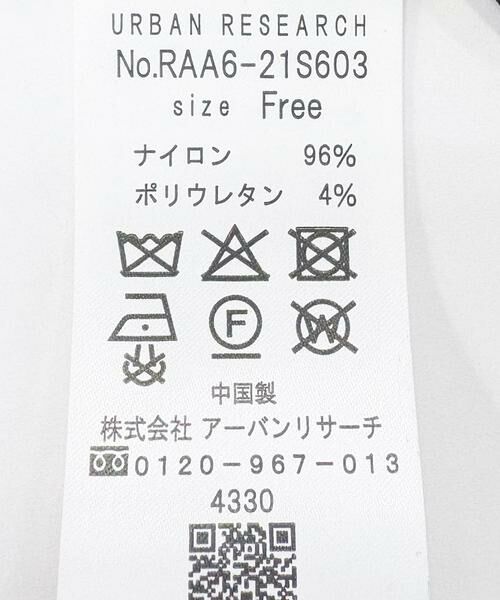 URBAN RESEARCH
No.RAA6-21S603
size Free
ナイロン 96%
ポリウレタン 4%
F
W
中国製
株式会社 アーバンリサーチ
0120-967-013
4330